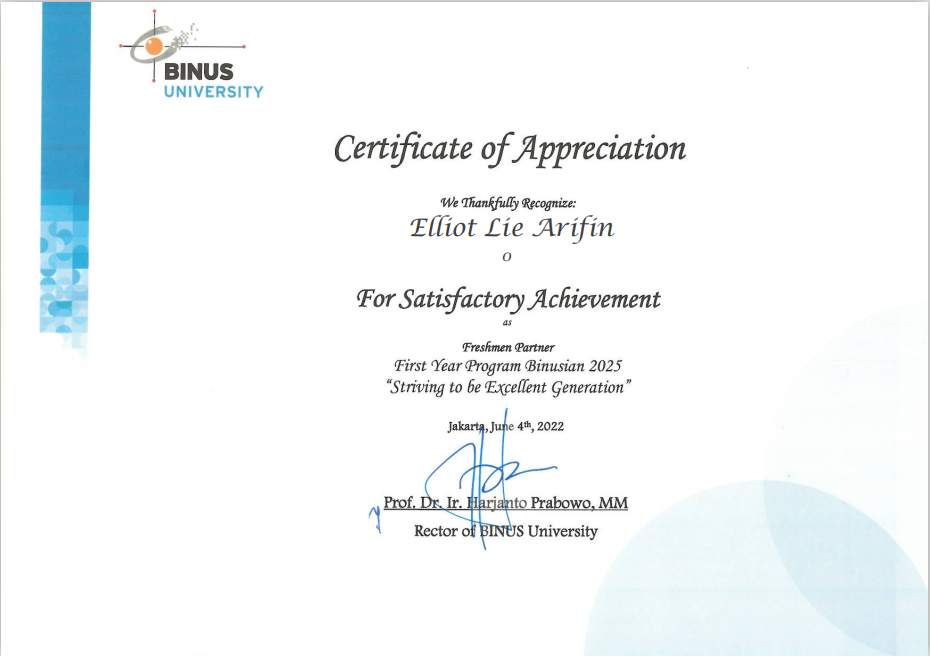 BINUS
UNIVERSITY
Certificate of Appreciation
We Thankfully Recognize:
Elliot Lie Arifin
O
For Satisfactory Achievement
as
Freshmen Partner
First Year Program Binusian 2025
“Striving to be Excellent Generation”
Jakarta, June 4th, 2022
Prof. Dr. Ir. Harjanto Prabowo, MM
Rector of BINUS University